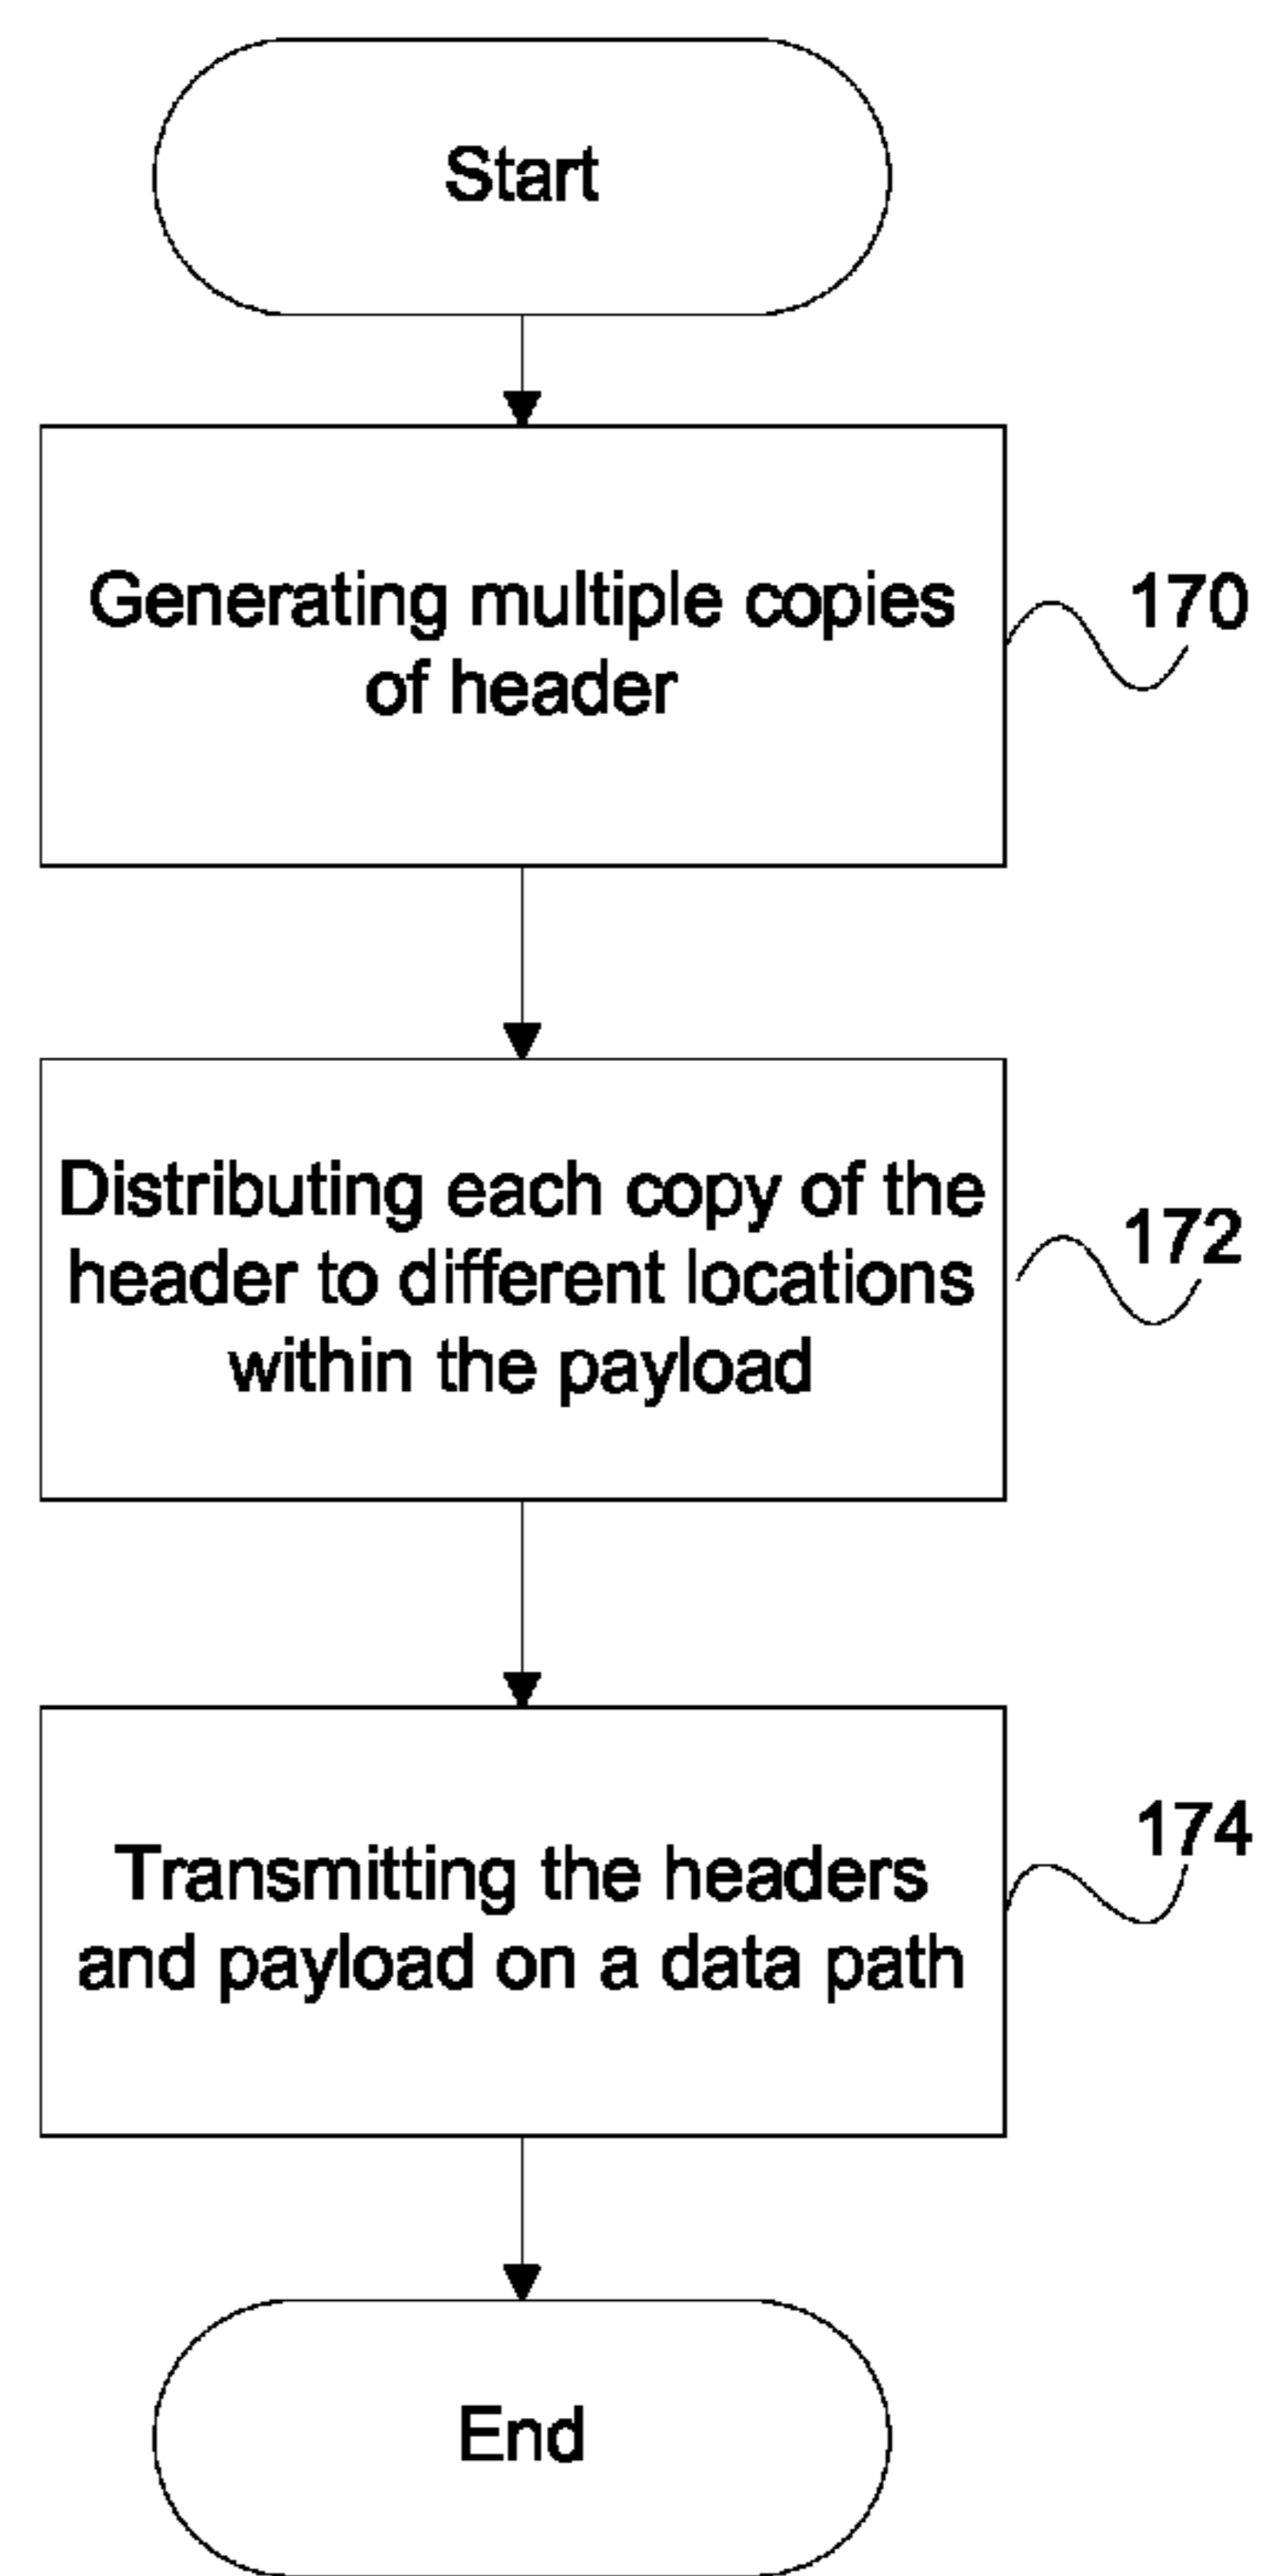 Start
Generating multiple copies
of header
170
Distributing each copy of the
header to different locations
within the payload
172
Transmitting the headers
and payload on a data path
174
End